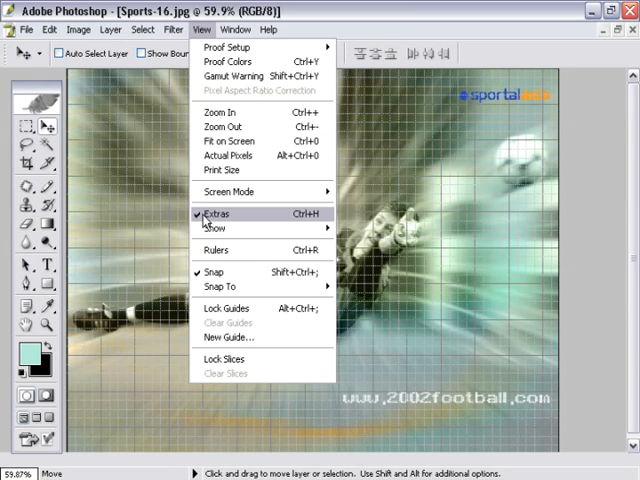 Adobe Photoshop - [Sports-16.jpg @ 59.9% (RGB/8)]
File Edit Image Layer Select Filter View Window Help
Auto Select Layer Show Boun
Proof Setup
Proof Colors Ctrl+Y
Gamut Warning Shift+Ctrl+Y
Pixel Aspect Ratio Correction
Zoom In Ctrl++
Zoom Out Ctrl+-
Fit on Screen Ctrl+0
Actual Pixels Alt+Ctrl+0
Print Size
Screen Mode
Extras Ctrl+H
Show
Rulers Ctrl+R
Snap Shift+Ctrl+;
Snap To
Lock Guides Alt+Ctrl+;
Clear Guides
New Guide...
Lock Slices
Clear Slices
sportalasia
www.2002football.com
59.87% Move Click and drag to move layer or selection. Use Shift and Alt for additional options.